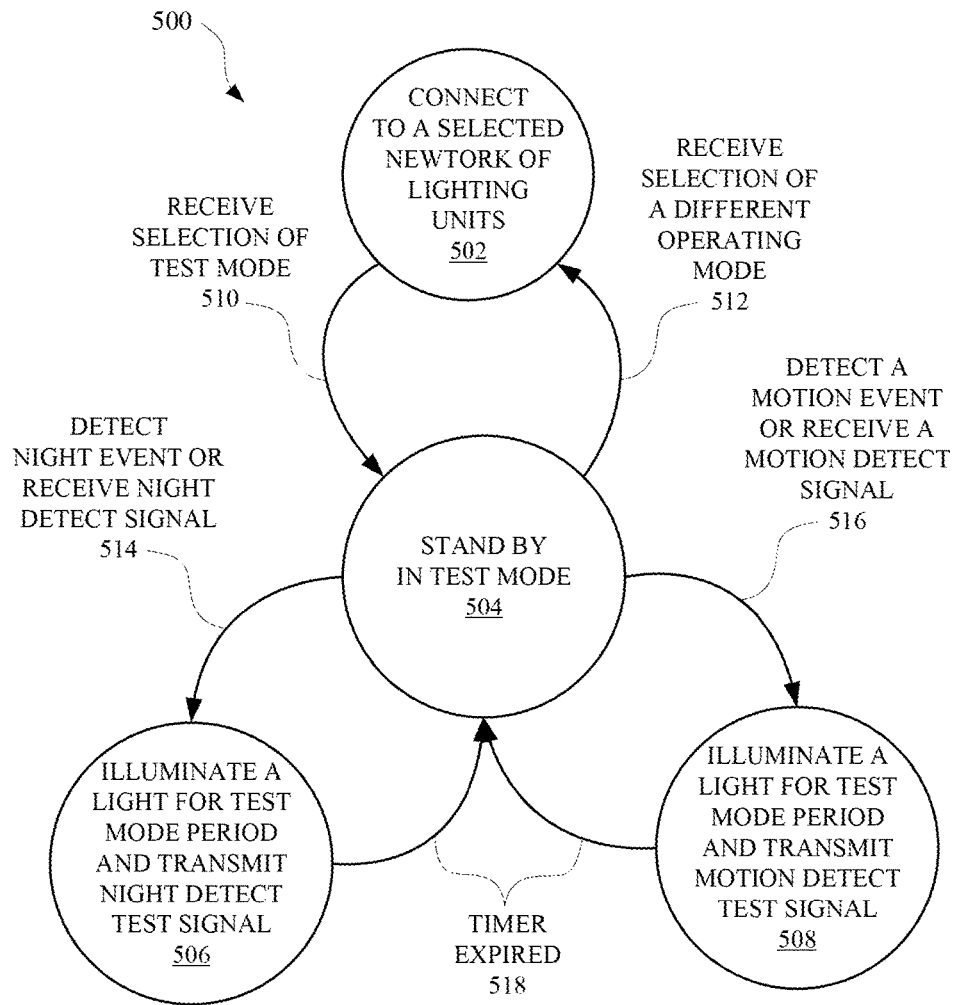 500
CONNECT
TO A SELECTED
NEWTORK OF
LIGHTING
UNITS
502
RECEIVE
SELECTION OF
TEST MODE
510
RECEIVE
SELECTION OF
A DIFFERENT
OPERATING
MODE
512
DETECT
NIGHT EVENT OR
RECEIVE NIGHT
DETECT SIGNAL
514
DETECT A
MOTION EVENT
OR RECEIVE A
MOTION DETECT
SIGNAL
516
STAND BY
IN TEST MODE
504
ILLUMINATE A
LIGHT FOR TEST
MODE PERIOD
AND TRANSMIT
NIGHT DETECT
TEST SIGNAL
506
TIMER
EXPIRED
518
ILLUMINATE A
LIGHT FOR TEST
MODE PERIOD
AND TRANSMIT
MOTION DETECT
TEST SIGNAL
508